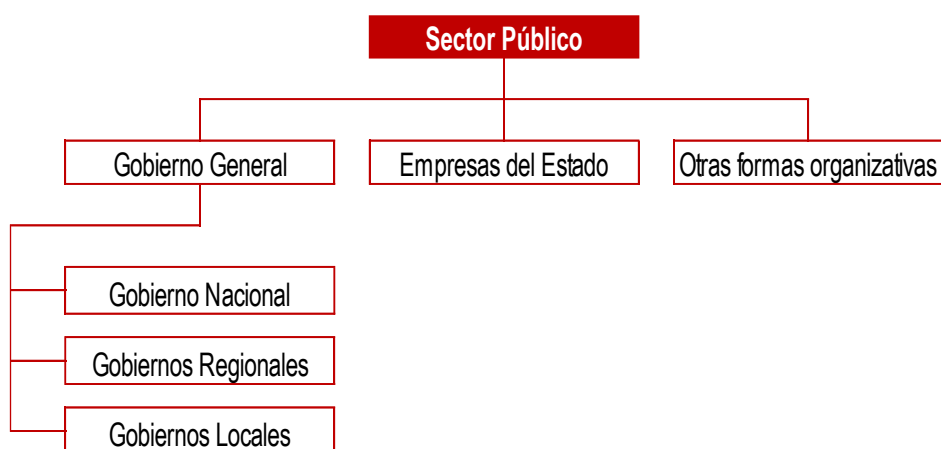 Sector Público
Gobierno General
Empresas del Estado
Otras formas organizativas
Gobierno Nacional
Gobiernos Regionales
Gobiernos Locales